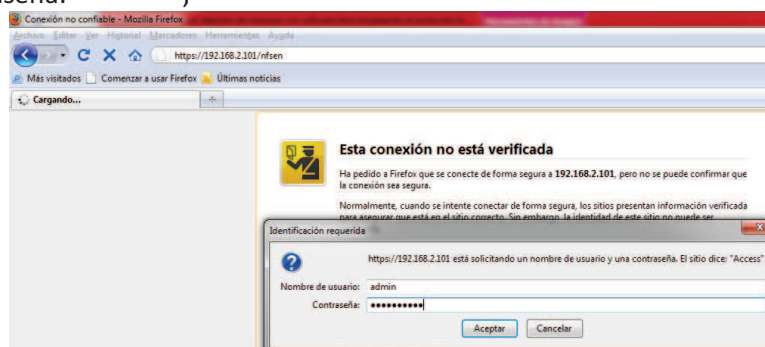 Conexión no confiable - Mozilla Firefox
Archivo Editar Ver Historial Marcadores Herramientas Ayuda
https://192.168.2.101/nfsen
Más visitados Comenzar a usar Firefox Últimas noticias
Cargando...
Esta conexión no está verificada
Ha pedido a Firefox que se conecte de forma segura a 192.168.2.101, pero no se puede confirmar que
la conexión sea segura.
Normalmente, cuando se intente conectar de forma segura, los sitios presentan información verificada
para asegurar que está en el sitio correcto. Sin embargo, la identidad de este sitio no puede ser
Identificación requerida
https://192.168.2.101 está solicitando un nombre de usuario y una contraseña. El sitio dice: "Access"
Nombre de usuario: admin
Contraseña: ●●●●●●●●●●
Aceptar Cancelar